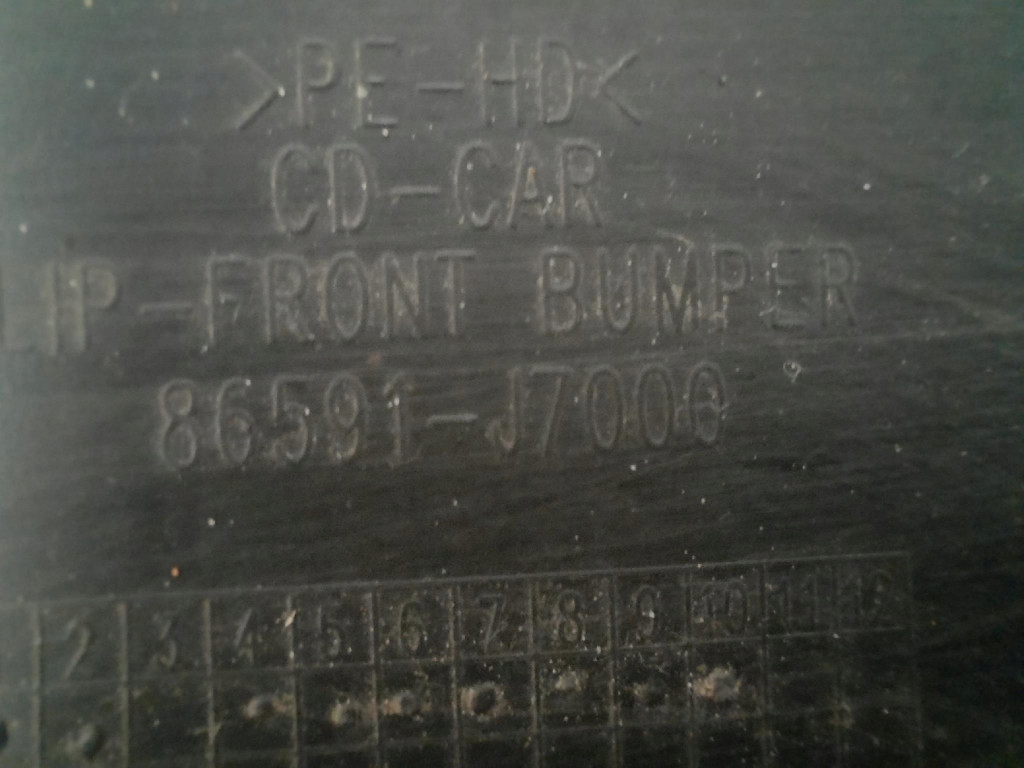 >PE-HD<
CD-CAR
LIP-FRONT BUMPER
86591-J7000
2 3 4 5 6 7 8 9 10 11 12